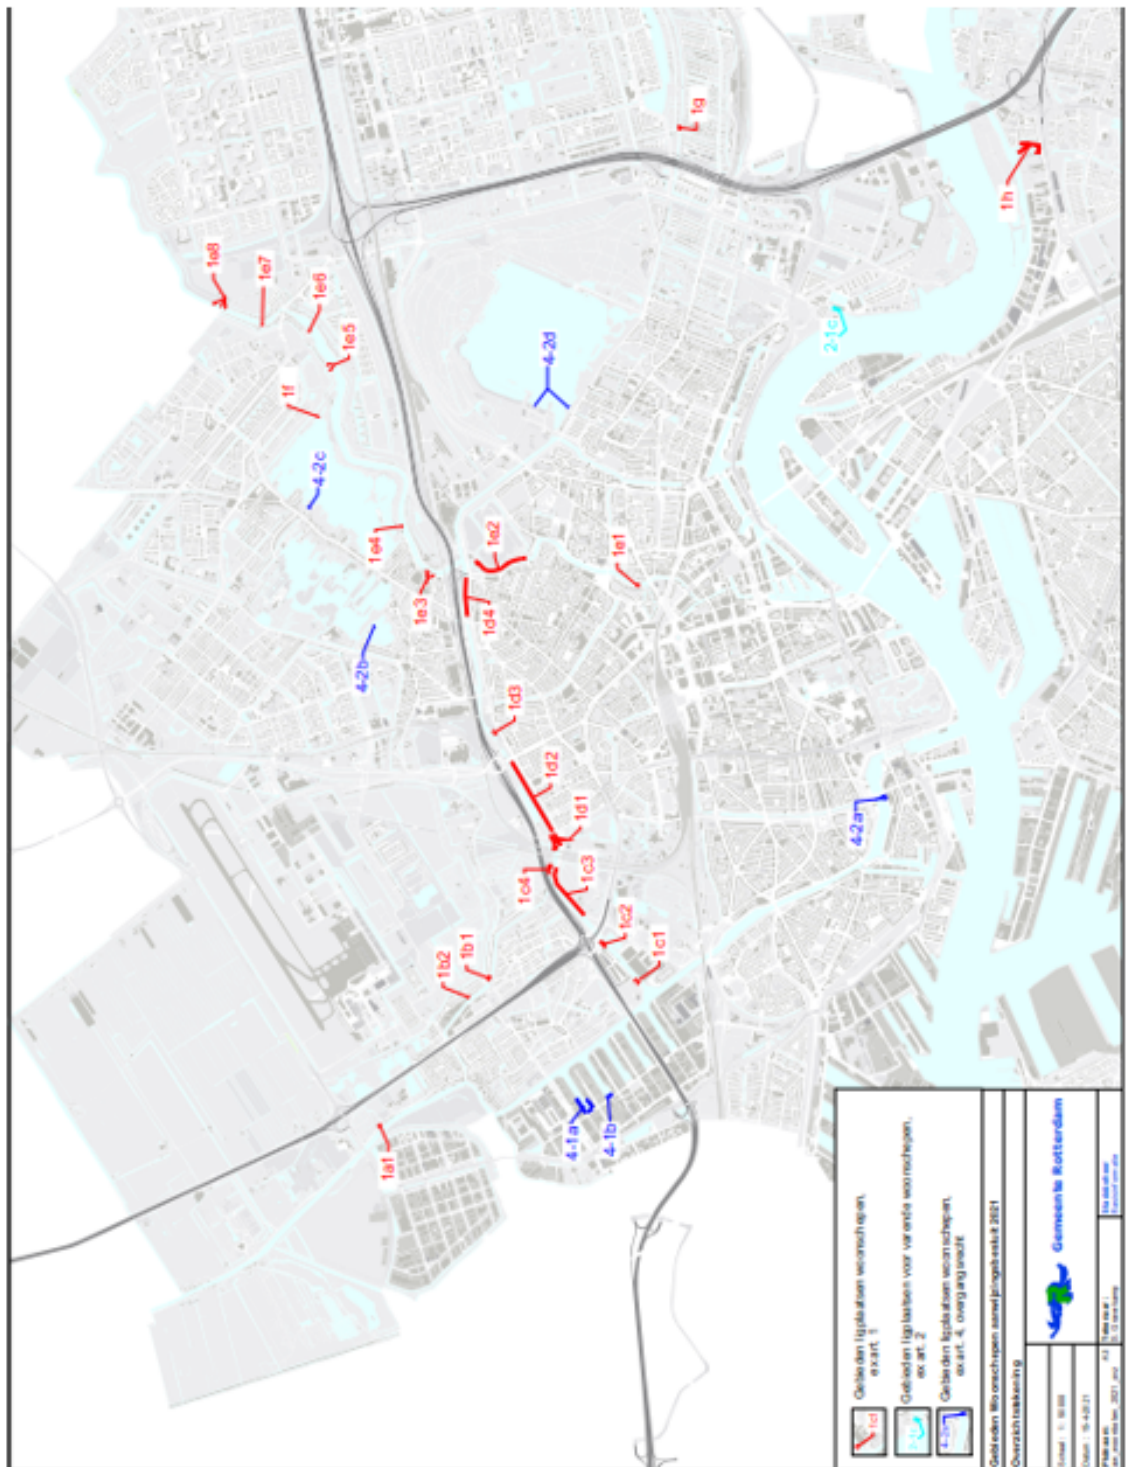 1e8
1e7
1e6
1e5
1f
4-2c
1g
1h
2-1c
4-2d
1e4
1e2
1e1
1e3
1d4
4-2b
1d3
1d2
1d1
4-2a
1c4
1c3
1c2
1c1
1b2
1b1
1a1
4-1a
4-1b
Gebieden ligplaatsen woonschepen,
ex art. 1
Gebieden ligplaatsen voor varende woonschepen,
ex art. 2
Gebieden ligplaatsen woonschepen,
ex art. 4, overgangsrecht
Gebieden Woonschepen aanwijzingsbesluit 2021
Overzichtstekening
Gemeente Rotterdam